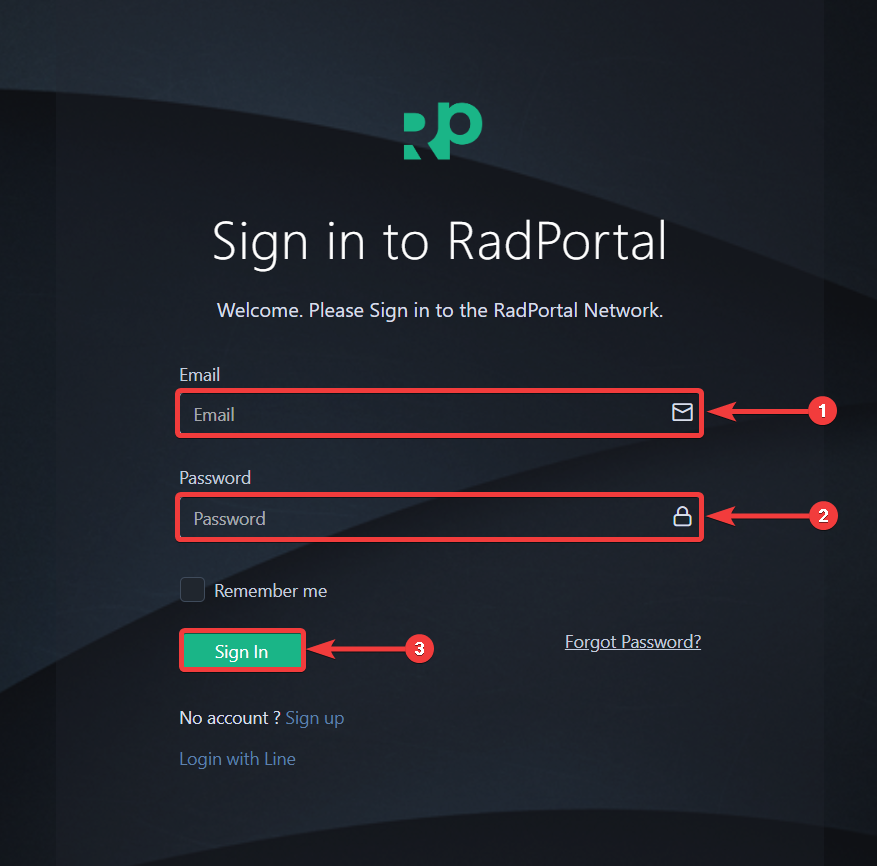 Rp
Sign in to RadPortal
Welcome. Please Sign in to the RadPortal Network.
Email
Email
1
Password
Password
2
Remember me
Sign In
3
Forgot Password?
No account ? Sign up
Login with Line